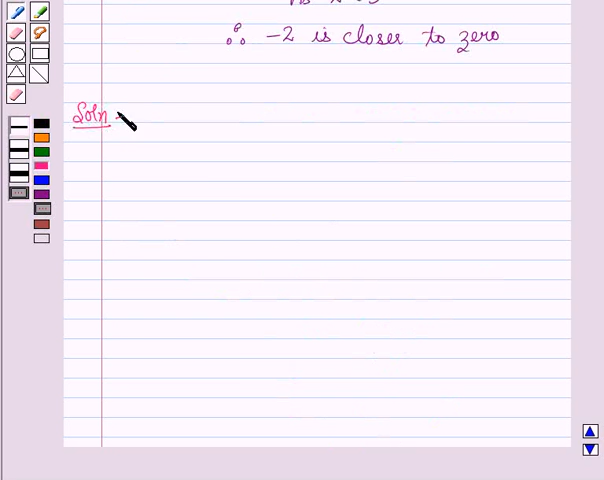 ∴ -2 is closer to zero
Soln -